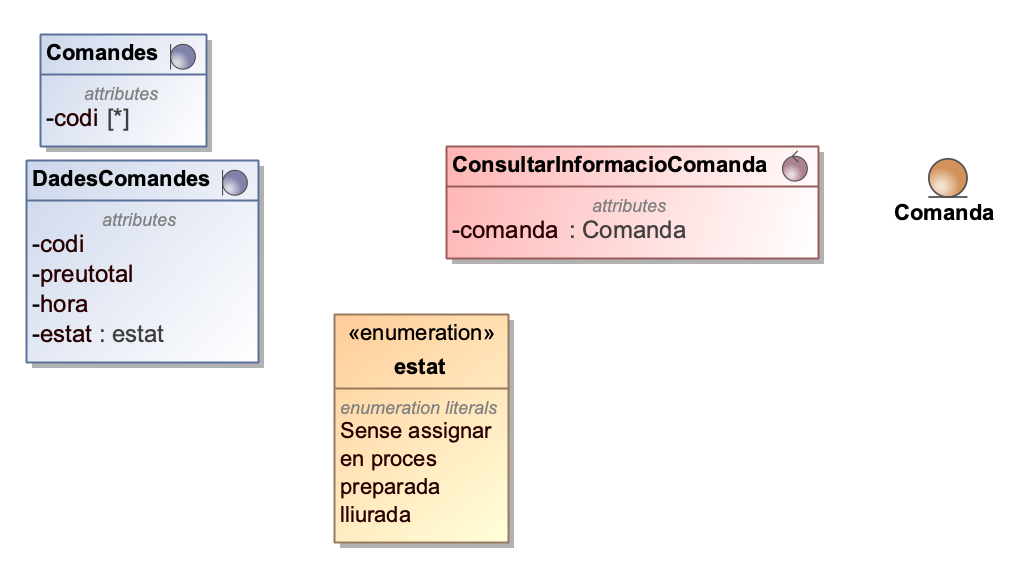 Comandes
attributes
-codi [*]
DadesComandes
attributes
-codi
-preutotal
-hora
-estat : estat
ConsultarInformacioComanda
attributes
-comanda : Comanda
Comanda
«enumeration»
estat
enumeration literals
Sense assignar
en proces
preparada
lliurada